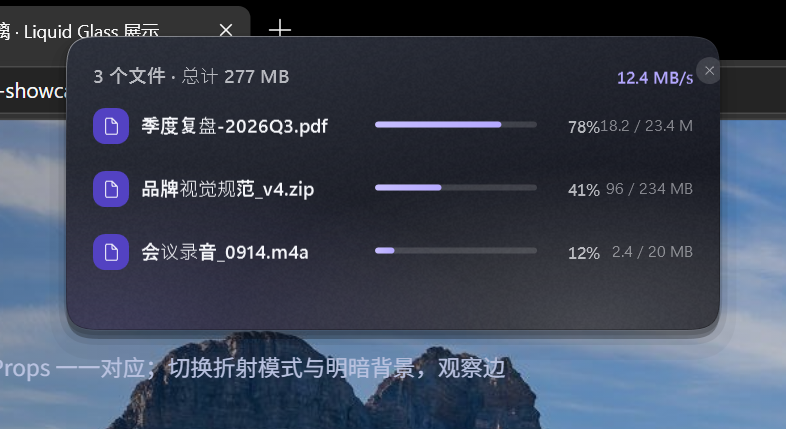 璃 · Liquid Glass 展示
-showca
3 个文件 · 总计 277 MB
12.4 MB/s
季度复盘-2026Q3.pdf 78% 18.2 / 23.4 M
品牌视觉规范_v4.zip 41% 96 / 234 MB
会议录音_0914.m4a 12% 2.4 / 20 MB
Props 一一对应；切换折射模式与明暗背景，观察边